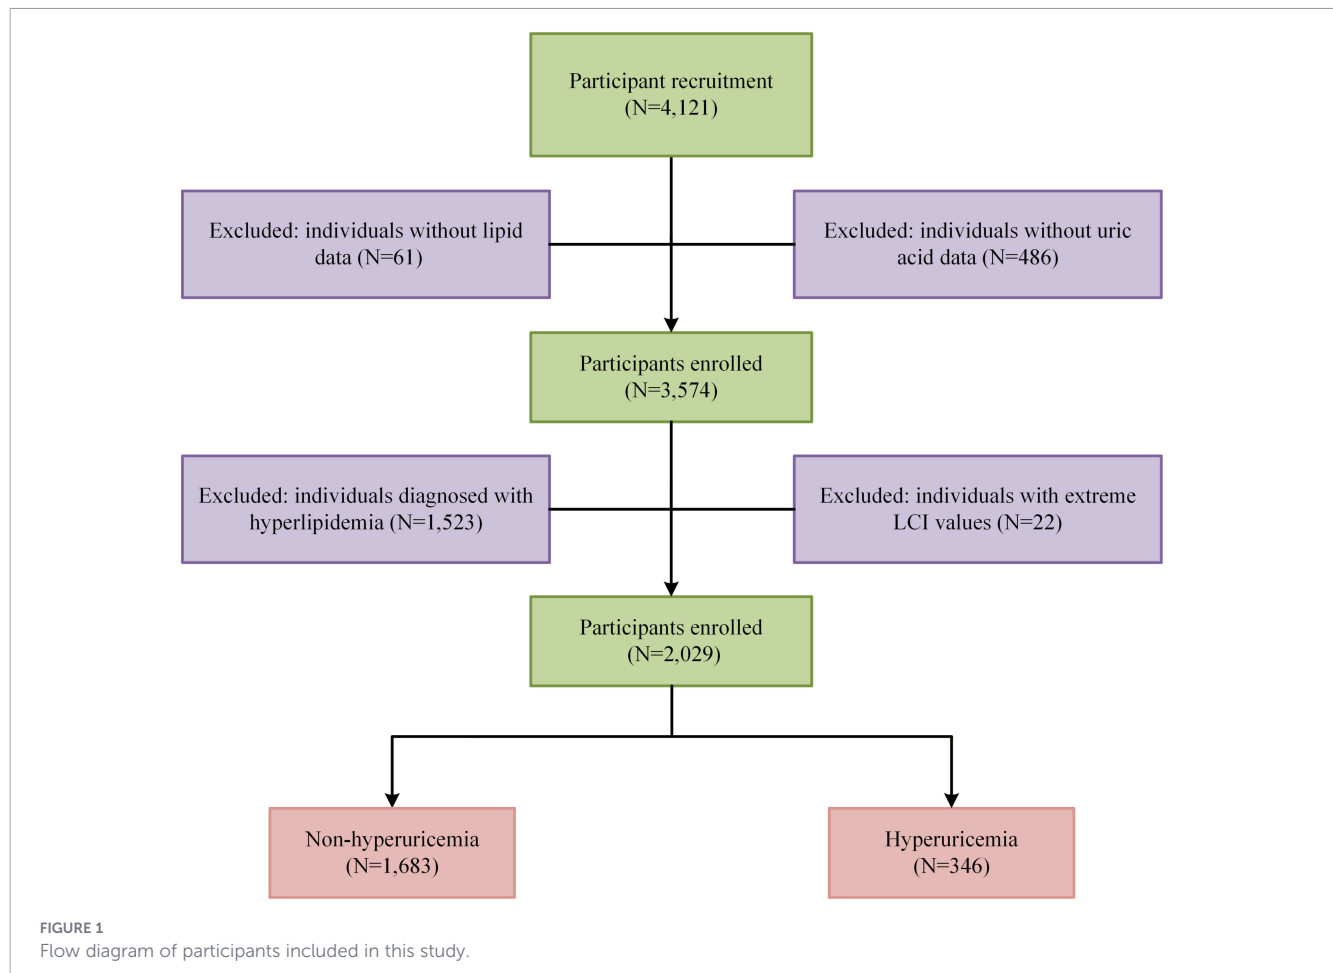 Participant recruitment
(N=4,121)
Excluded: individuals without lipid
data (N=61)
Excluded: individuals without uric
acid data (N=486)
Participants enrolled
(N=3,574)
Excluded: individuals diagnosed with
hyperlipidemia (N=1,523)
Excluded: individuals with extreme
LCI values (N=22)
Participants enrolled
(N=2,029)
Non-hyperuricemia
(N=1,683)
Hyperuricemia
(N=346)
FIGURE 1
Flow diagram of participants included in this study.